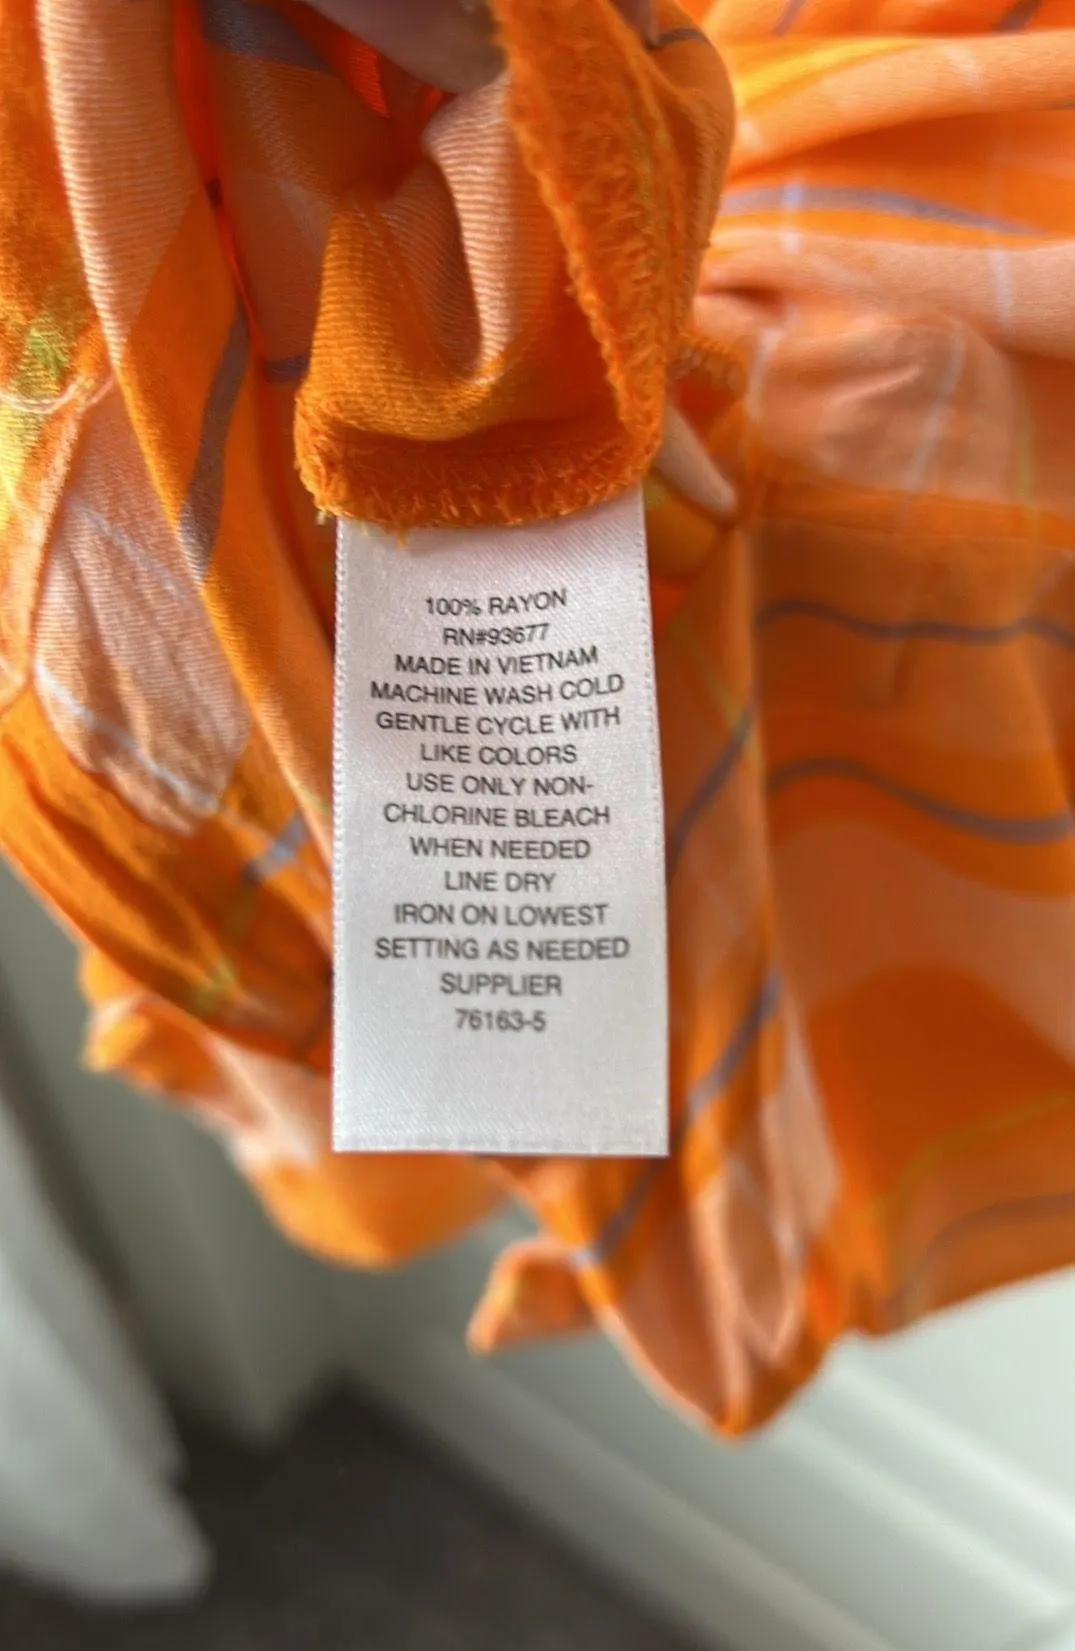 100% RAYON
RN#93677
MADE IN VIETNAM
MACHINE WASH COLD
GENTLE CYCLE WITH
LIKE COLORS
USE ONLY NON-
CHLORINE BLEACH
WHEN NEEDED
LINE DRY
IRON ON LOWEST
SETTING AS NEEDED
SUPPLIER
76163-5